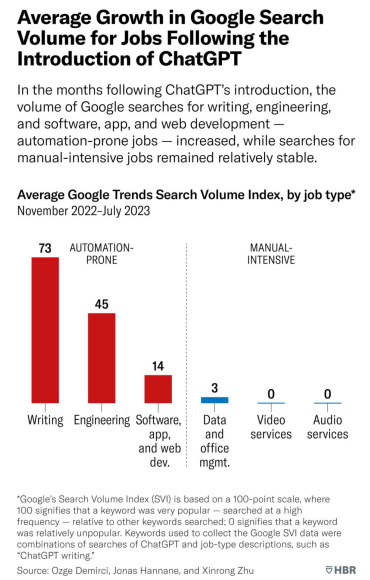 Average Growth in Google Search
Volume for Jobs Following the
Introduction of ChatGPT
In the months following ChatGPT's introduction, the
volume of Google searches for writing, engineering,
and software, app, and web development —
automation-prone jobs — increased, while searches for
manual-intensive jobs remained relatively stable.
Average Google Trends Search Volume Index, by job type*
November 2022–July 2023
73
AUTOMATION-
PRONE
MANUAL-
INTENSIVE
45
14
3
0
0
Writing
Engineering
Software,
app,
and web
dev.
Data
and
office
mgmt.
Video
services
Audio
services
*Google's Search Volume Index (SVI) is based on a 100-point scale, where
100 signifies that a keyword was very popular — searched at a high
frequency — relative to other keywords searched; 0 signifies that a keyword
was relatively unpopular. Keywords used to collect the Google SVI data were
combinations of searches of ChatGPT and job-type descriptions, such as
"ChatGPT writing."
Source: Ozge Demirci, Jonas Hannane, and Xinrong Zhu
HBR